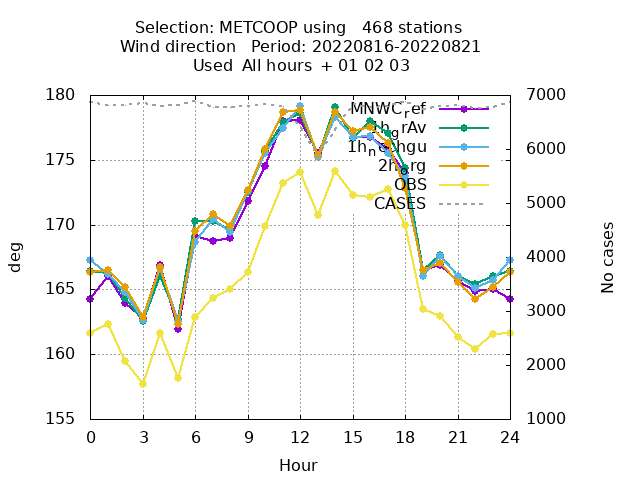 Selection: METCOOP using 468 stations
Wind direction Period: 20220816-20220821
Used All hours + 01 02 03
180
175
170
165
160
155
7000
6000
5000
4000
3000
2000
1000
MNWCref
OBS
CASES
deg
No cases
0 3 6 9 12 15 18 21 24
Hour